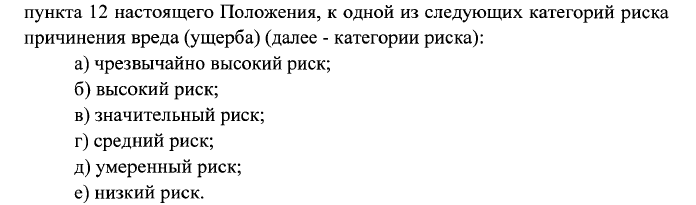 пункта 12 настоящего Положения, к одной из следующих категорий риска
причинения вреда (ущерба) (далее - категории риска):
а) чрезвычайно высокий риск;
б) высокий риск;
в) значительный риск;
г) средний риск;
д) умеренный риск;
е) низкий риск.